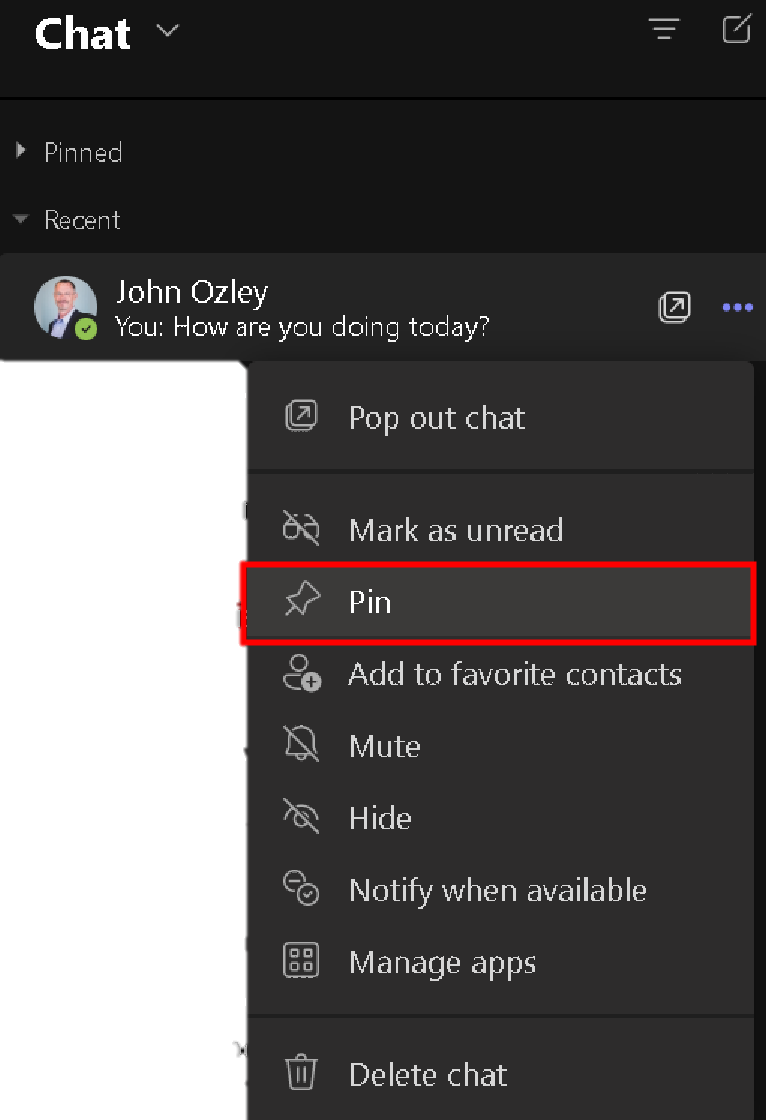 Chat
Pinned
Recent
John Ozley
You: How are you doing today?
Pop out chat
Mark as unread
Pin
Add to favorite contacts
Mute
Hide
Notify when available
Manage apps
Delete chat